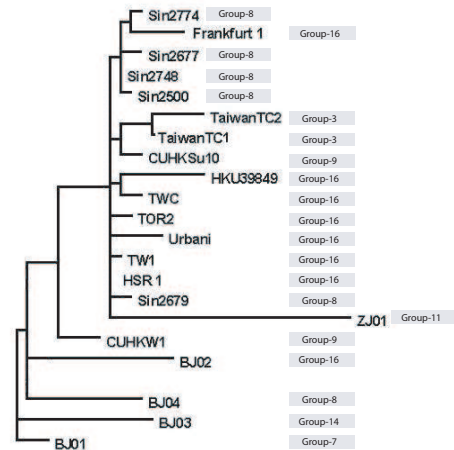 Sin2774 Group-8
Frankfurt 1 Group-16
Sin2677 Group-8
Sin2748 Group-8
Sin2500 Group-8
TaiwanTC2 Group-3
TaiwanTC1 Group-3
CUHKSu10 Group-9
HKU39849 Group-16
TWC Group-16
TOR2 Group-16
Urbani Group-16
TW1 Group-16
HSR 1 Group-16
Sin2679 Group-8
ZJ01 Group-11
CUHKW1 Group-9
BJ02 Group-16
BJ04 Group-8
BJ03 Group-14
BJ01 Group-7